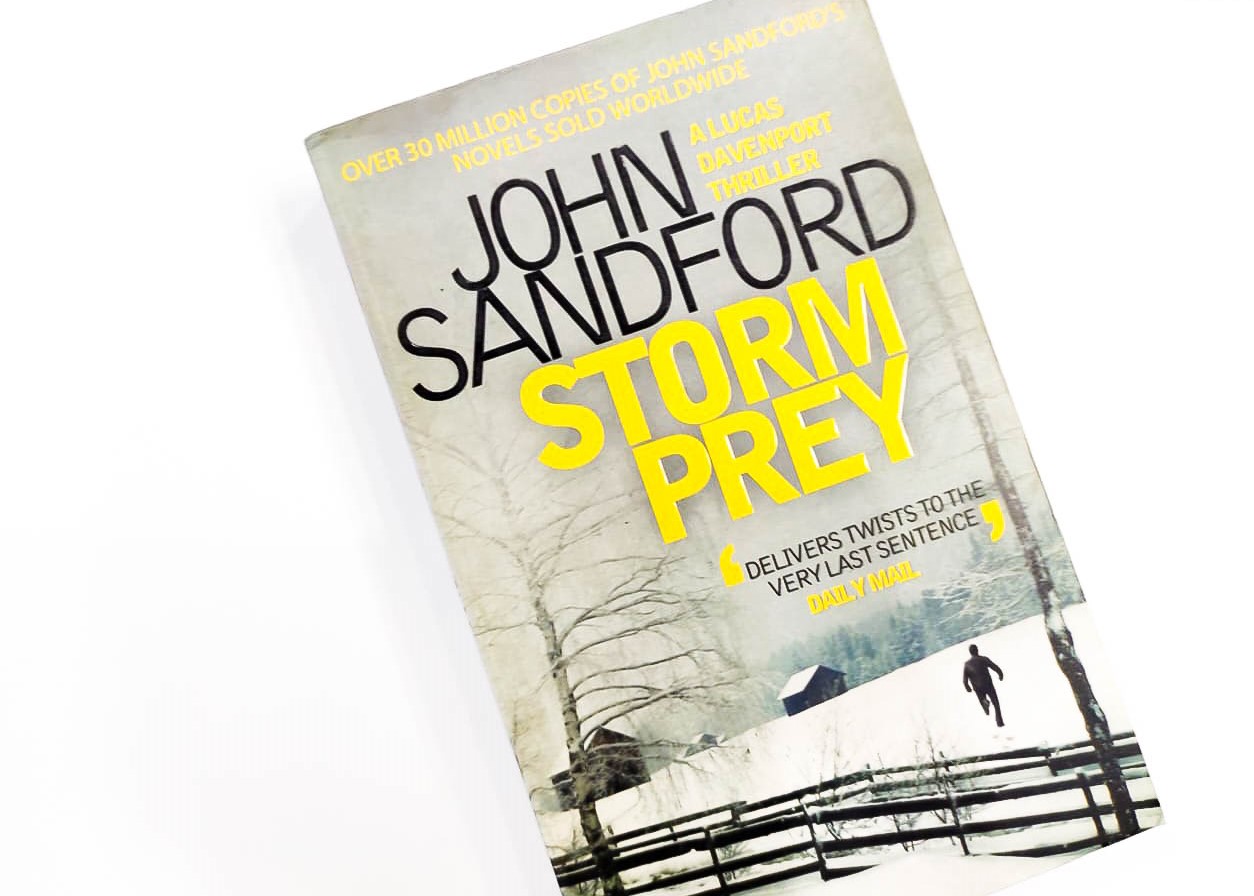 OVER 30 MILLION COPIES OF JOHN SANDFORD'S
NOVELS SOLD WORLDWIDE
JOHN
A LUCAS
DAVENPORT
THRILLER
SANDFORD
STORM
PREY
‘DELIVERS TWISTS TO THE
VERY LAST SENTENCE’
DAILY MAIL